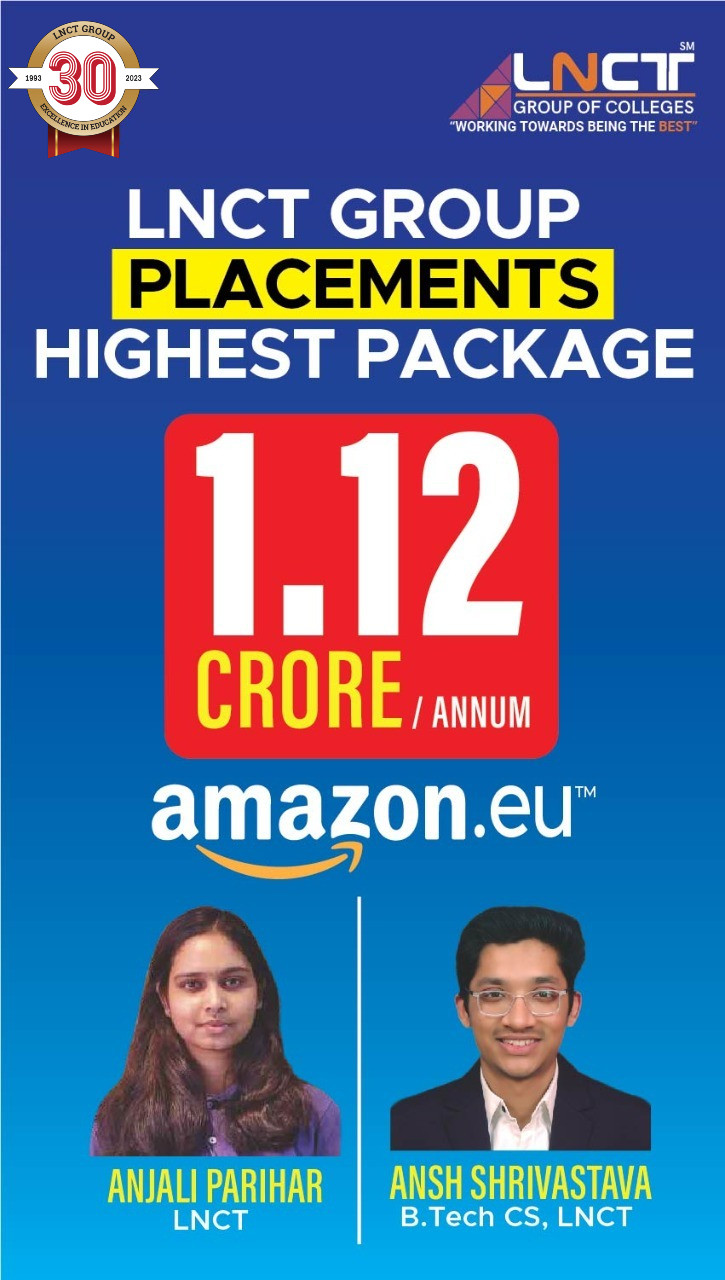 LNCT GROUP
1993 30 2023
EXCELLENCE IN EDUCATION
LNCT SM
GROUP OF COLLEGES
"WORKING TOWARDS BEING THE BEST"
LNCT GROUP
PLACEMENTS
HIGHEST PACKAGE
1.12
CRORE / ANNUM
amazon.eu™
ANJALI PARIHAR
LNCT
ANSH SHRIVASTAVA
B.Tech CS, LNCT